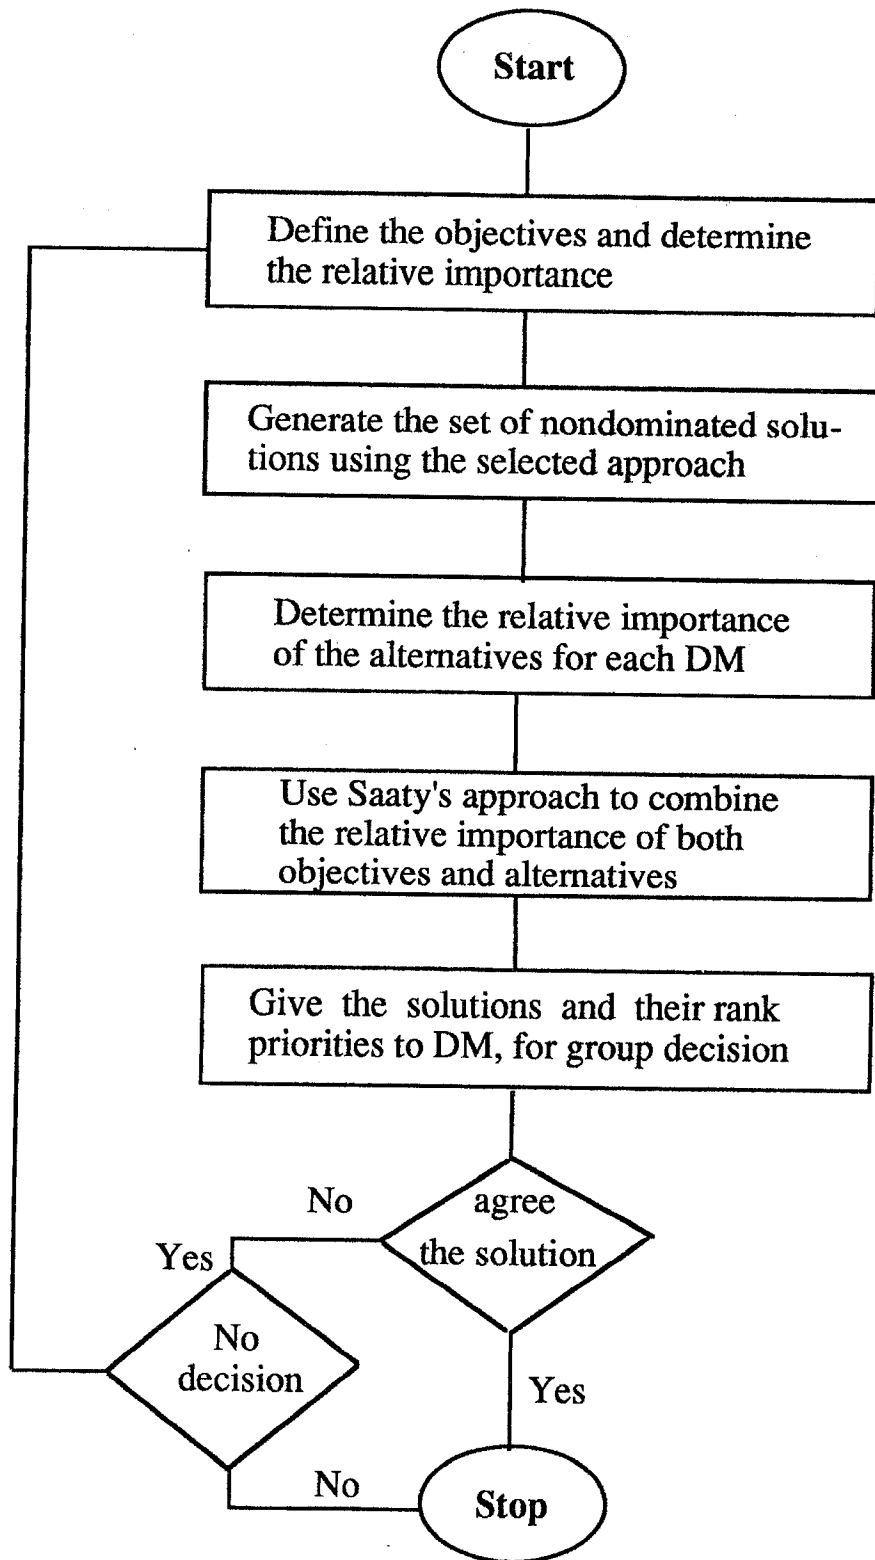 Start
Define the objectives and determine
the relative importance
Generate the set of nondominated solu-
tions using the selected approach
Determine the relative importance
of the alternatives for each DM
Use Saaty's approach to combine
the relative importance of both
objectives and alternatives
Give the solutions and their rank
priorities to DM, for group decision
No
agree
the solution
Yes
No
decision
Yes
No
Stop